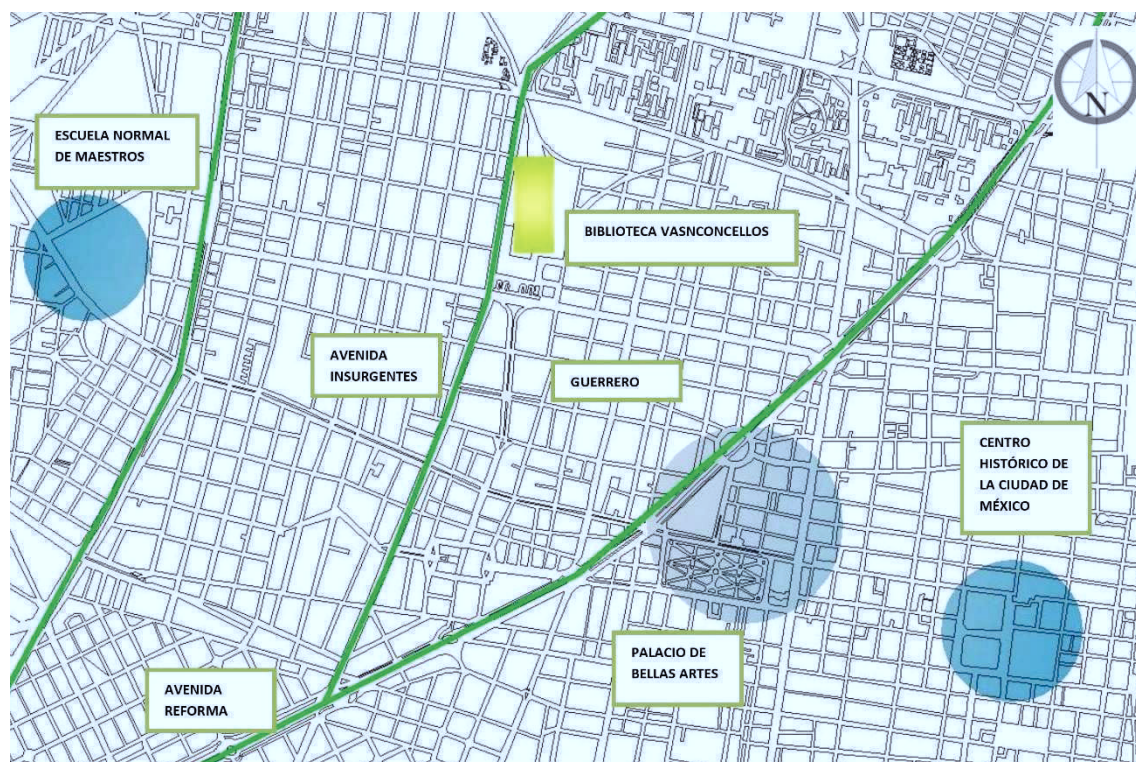 N
ESCUELA NORMAL
DE MAESTROS
BIBLIOTECA VASNCONCELLOS
AVENIDA
INSURGENTES
GUERRERO
CENTRO
HISTÓRICO DE
LA CIUDAD DE
MÉXICO
PALACIO DE
BELLAS ARTES
AVENIDA
REFORMA